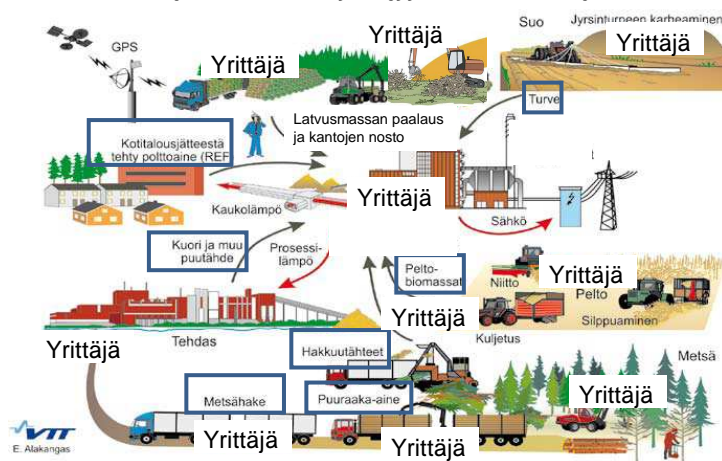 GPS
Yrittäjä
Yrittäjä
Suo
Jyrsinturpeen karheaminen
Yrittäjä
Turve
Latvusmassan paalaus
ja kantojen nosto
Kotitalousjätteestä
tehty polttoaine (REF)
Yrittäjä
Kaukolämpö
Sähkö
Kuori ja muu
puutähde
Prosessi-
lämpö
Pelto-
biomassat
Niitto
Yrittäjä
Pelto
Silppuaminen
Yrittäjä
Kuljetus
Tehdas
Yrittäjä
Hakkuutähteet
Metsä
Metsähake
Puuraaka-aine
Yrittäjä
Yrittäjä
Yrittäjä
VTT
E. Alakangas